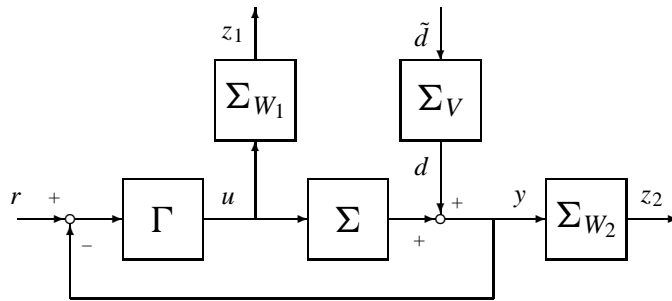 z₁
d̃
Σ_{W₁}
Σ_V
d
r + Γ u Σ + y Σ_{W₂} z₂
− +